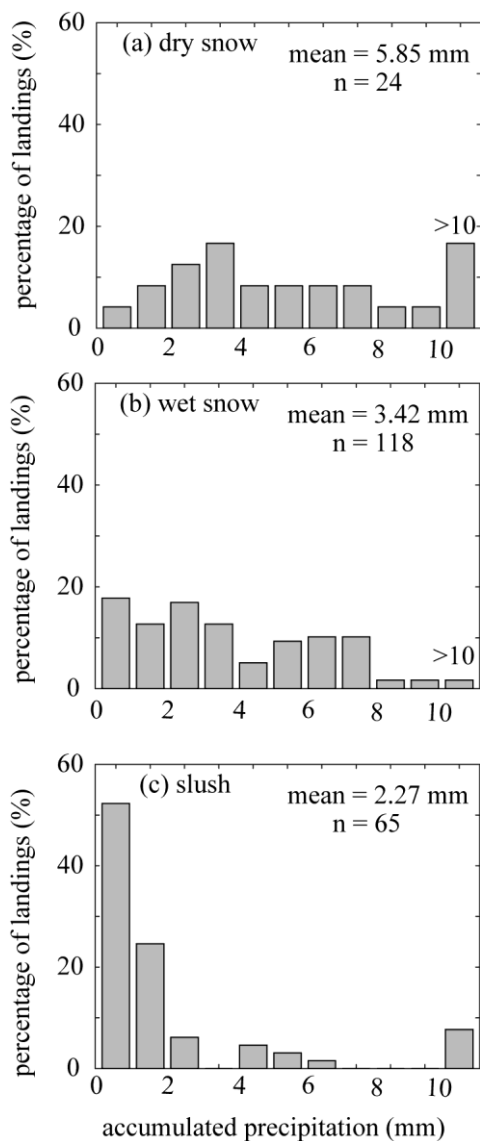 60
(a) dry snow
mean = 5.85 mm
n = 24
40
20
>10
0
0 2 4 6 8 10
percentage of landings (%)
60
(b) wet snow
mean = 3.42 mm
n = 118
40
20
>10
0
0 2 4 6 8 10
percentage of landings (%)
60
(c) slush
mean = 2.27 mm
n = 65
40
20
0
0 2 4 6 8 10
percentage of landings (%)
accumulated precipitation (mm)